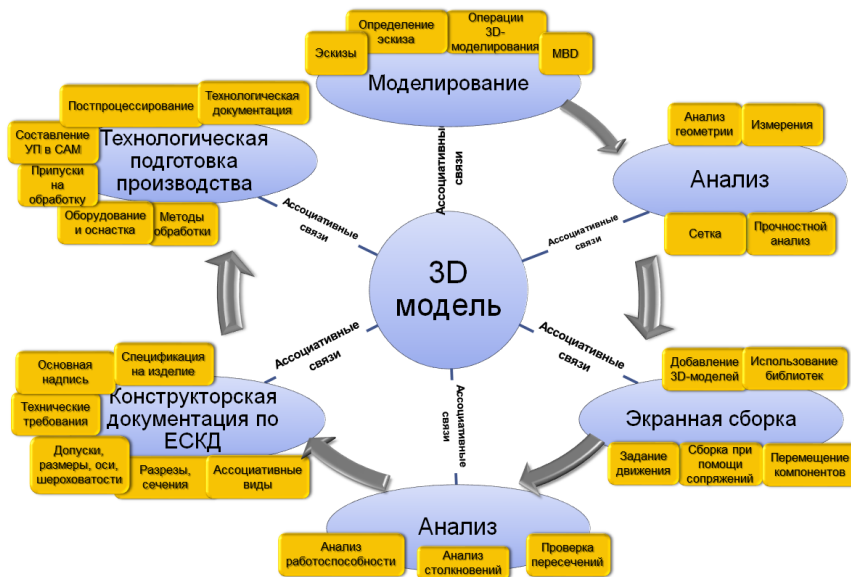 Эскизы
Определение
эскиза
Операции
3D-
моделирования
MBD
Моделирование
Анализ
геометрии
Измерения
Анализ
Сетка
Прочностной
анализ
Добавление
3D-моделей
Использование
библиотек
Экранная сборка
Задание
движения
Сборка при
помощи
сопряжений
Перемещение
компонентов
Анализ
Анализ
работоспособности
Анализ
столкновений
Проверка
пересечений
Основная
надпись
Спецификация
на изделие
Технические
требования
Конструкторская
документация по
ЕСКД
Допуски,
размеры, оси,
шероховатости
Разрезы,
сечения
Ассоциативные
виды
Постпроцессирование
Технологическая
документация
Составление
УП в САМ
Технологическая
подготовка
производства
Припуски
на
обработку
Оборудование
и оснастка
Методы
обработки
3D
модель
Ассоциативные
связи
Ассоциативные
связи
Ассоциативные
связи
Ассоциативные
связи
Ассоциативные
связи
Ассоциативные
связи